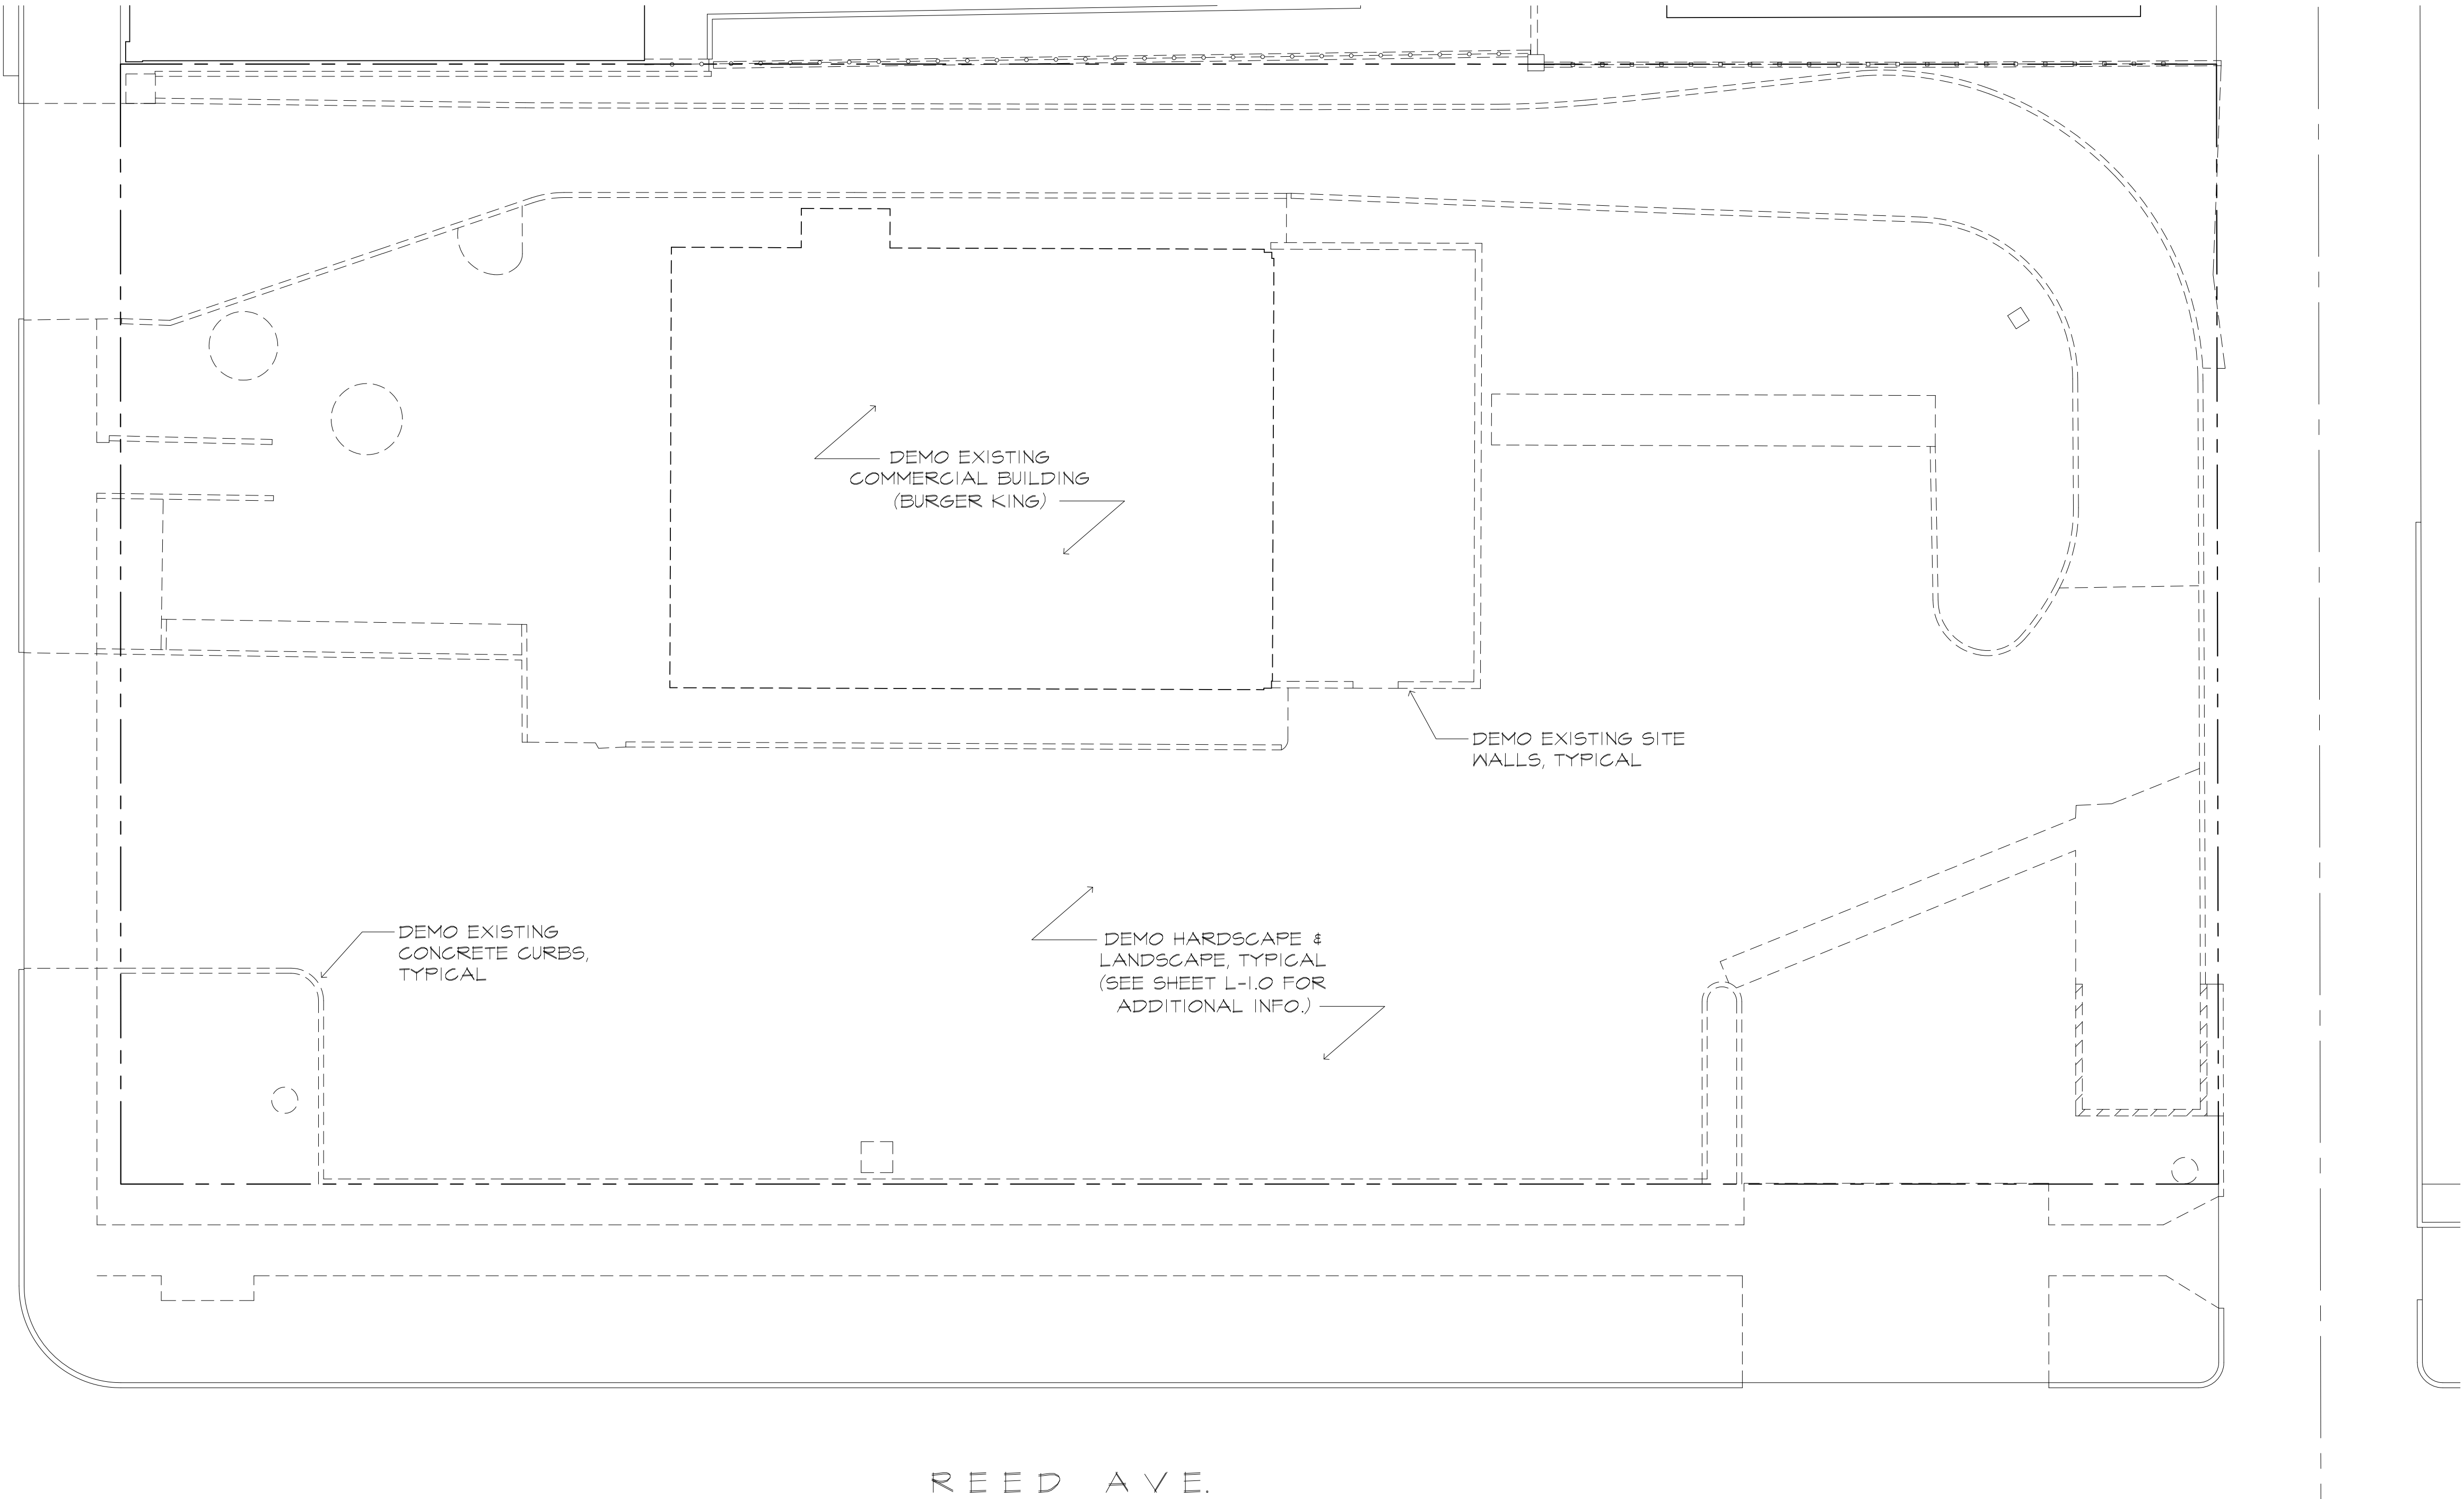 DEMO EXISTING
COMMERCIAL BUILDING
(BURGER KING)
DEMO EXISTING SITE
WALLS, TYPICAL
DEMO EXISTING
CONCRETE CURBS,
TYPICAL
DEMO HARDSCAPE &
LANDSCAPE, TYPICAL
(SEE SHEET L-1.0 FOR
ADDITIONAL INFO.)
REED AVE.